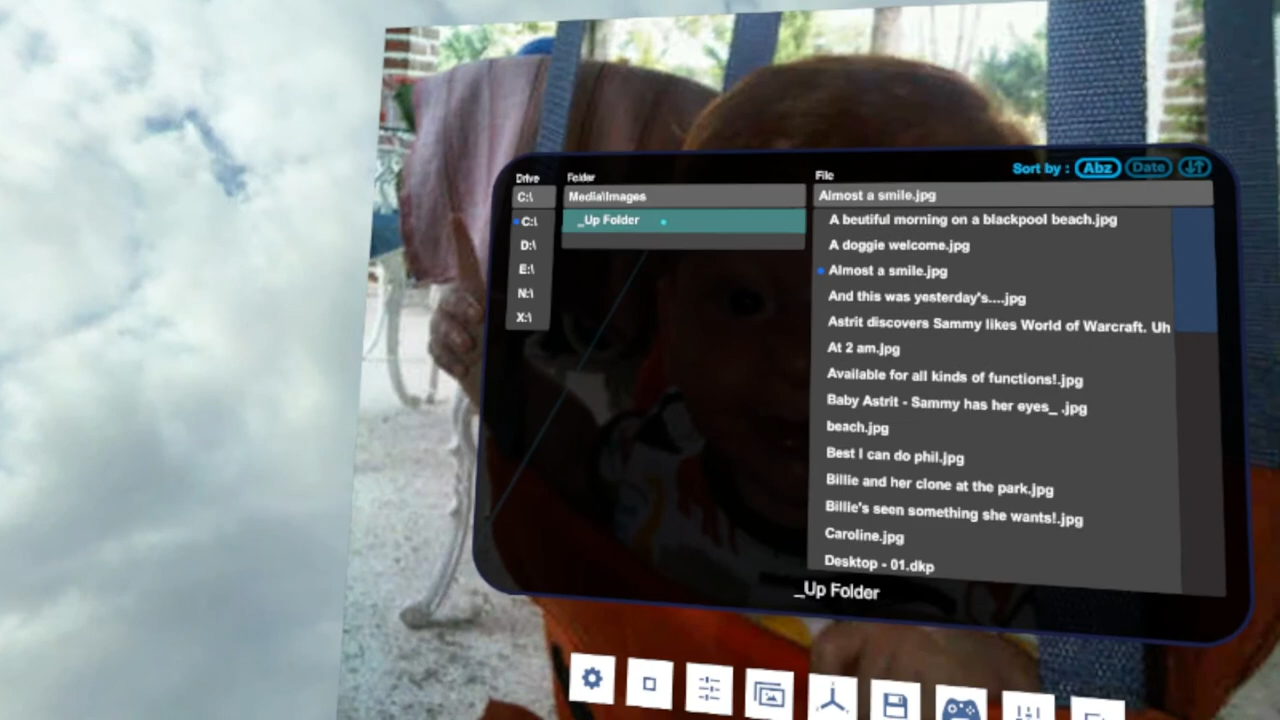 Sort by : Abz Date
Drive Folder File
C:\ Media\Images Almost a smile.jpg
C:\ _Up Folder
D:\
E:\
N:\
X:\
A beutiful morning on a blackpool beach.jpg
A doggie welcome.jpg
Almost a smile.jpg
And this was yesterday's....jpg
Astrit discovers Sammy likes World of Warcraft. Uh
At 2 am.jpg
Available for all kinds of functions!.jpg
Baby Astrit - Sammy has her eyes_ .jpg
beach.jpg
Best I can do phil.jpg
Billie and her clone at the park.jpg
Billie's seen something she wants!.jpg
Caroline.jpg
Desktop - 01.dkp
_Up Folder